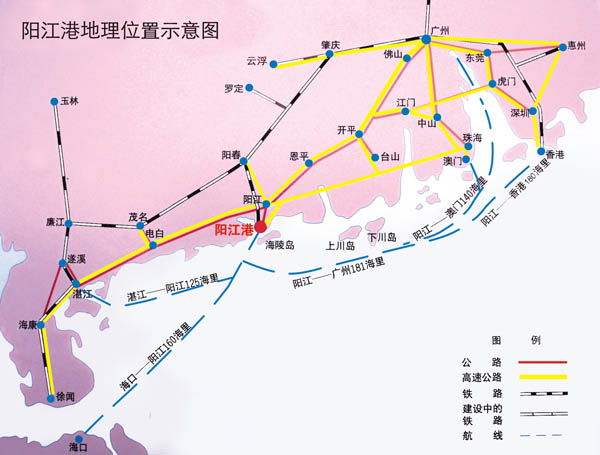 阳江港地理位置示意图
广州
肇庆
云浮
佛山
东莞
惠州
罗定
虎门
玉林
江门
中山
深圳
开平
珠海
香港
阳春
恩平
台山
澳门
阳江
廉江
茂名
电白
阳江港
海陵岛
上川岛
下川岛
遂溪
湛江
海康
徐闻
海口
阳江——澳门140海里
阳江——香港180海里
阳江——广州181海里
湛江——阳江125海里
海口——阳江160海里
图 例
公 路
高速公路
铁 路
建设中的
铁 路
航 线